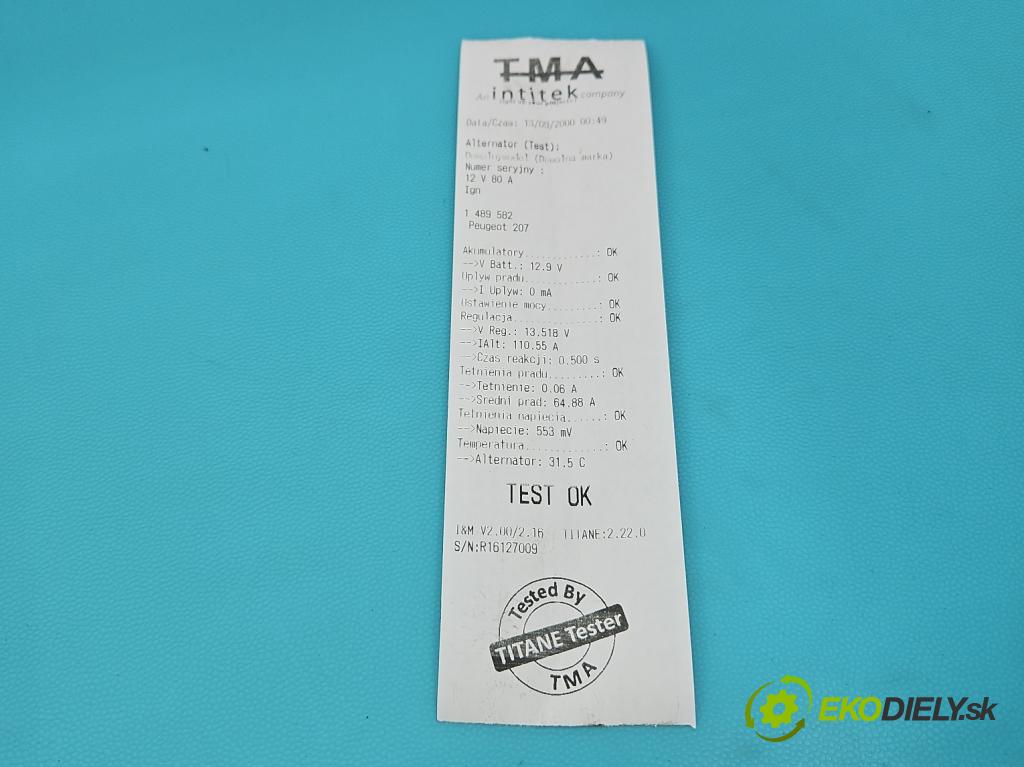 TMA
An intitek company
Data/Czas: 13/09/2000 00:49
Alternator (Test):
(Dowolna marka)
Numer seryjny :
12 V 80 A
Ign
1 489 582
Peugeot 207
Akumulatory............: OK
-->V Batt.: 12.9 V
Uplyw pradu............: OK
-->I Uplyw: 0 mA
Ustawienie mocy........: OK
Regulacja..............: OK
-->V Reg.: 13.518 V
-->IAlt: 110.55 A
-->Czas reakcji: 0.500 s
Tetnienia pradu........: OK
-->Tetnienie: 0.06 A
-->Sredni prad: 64.88 A
Tetnienia napiecia.....: OK
-->Napiecie: 553 mV
Temperatura............: OK
-->Alternator: 31.5 C
TEST OK
I&M V2.00/2.16 TITANE:2.22.0
S/N:R16127009
Tested By
TITANE Tester
TMA
EKODIELY.sk